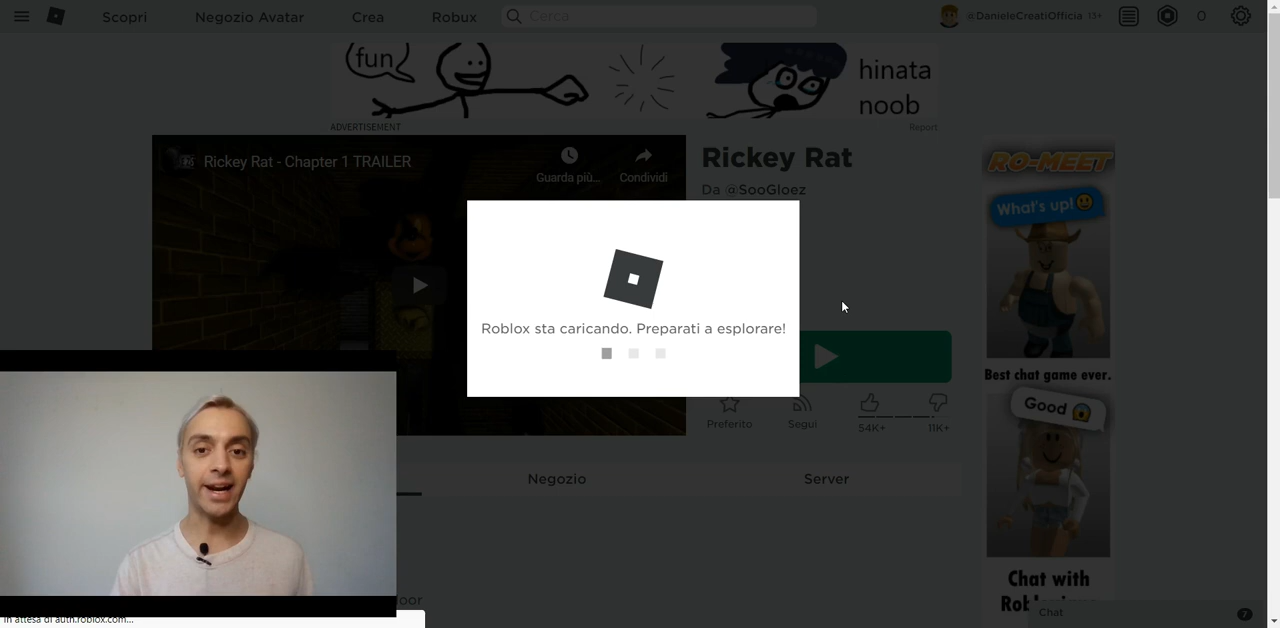 Scopri
Negozio Avatar
Crea
Robux
Cerca
@DanieleCreatiOfficia 13+
0
fun
hinata
noob
ADVERTISEMENT
Report
Rickey Rat - Chapter 1 TRAILER
Guarda più...
Condividi
Rickey Rat
Da @SooGloez
RO-MEET
What's up!
Roblox sta caricando. Preparati a esplorare!
Best chat game ever.
Preferito
Segui
54K+
11K+
Good
Negozio
Server
Chat with
Chat
7
In attesa di auth.roblox.com...